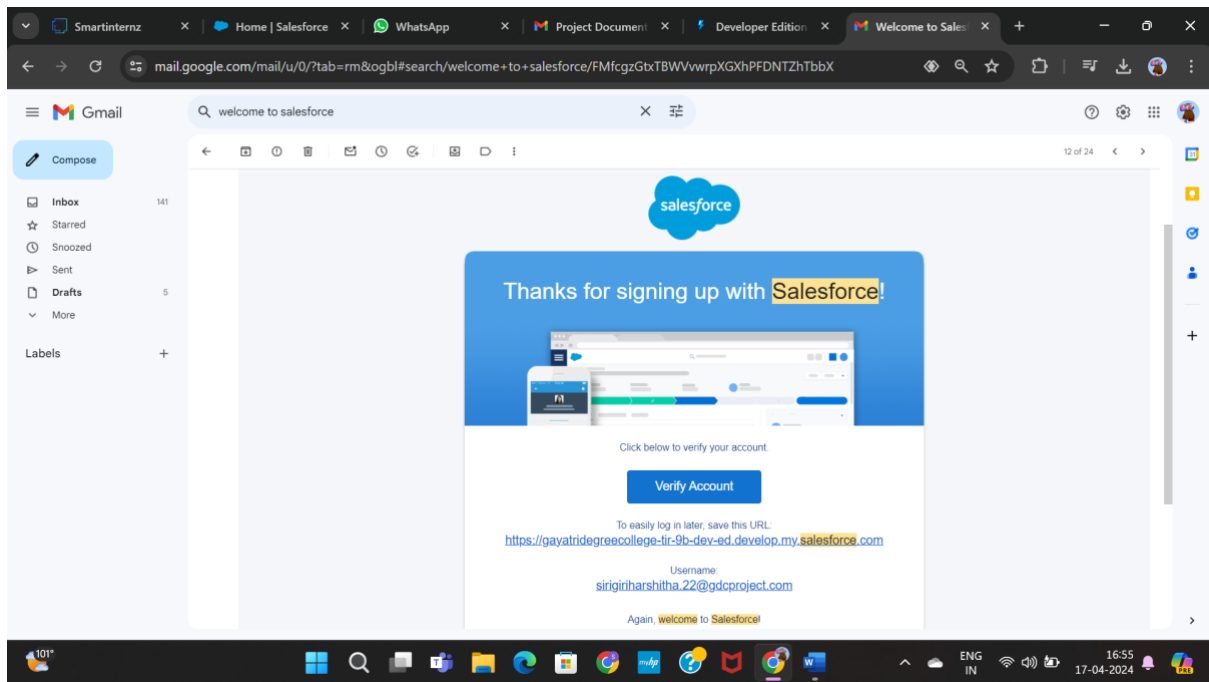 Smartinternz
Home | Salesforce
WhatsApp
Project Document
Developer Edition
Welcome to Sales
mail.google.com/mail/u/0/?tab=rm&ogbl#search/welcome+to+salesforce/FMfcgzGtxTBWVvwrpXGXhPFDNTZhTbbX
Gmail
welcome to salesforce
Compose
12 of 24
Inbox 141
Starred
Snoozed
Sent
Drafts 5
More
Labels
salesforce
Thanks for signing up with Salesforce!
Click below to verify your account.
Verify Account
To easily log in later, save this URL:
https://gayatridegreecollege-tir-9b-dev-ed.develop.my.salesforce.com
Username:
sirigiriharshitha.22@gdcproject.com
Again, welcome to Salesforce!
101°
ENG
IN
16:55
17-04-2024